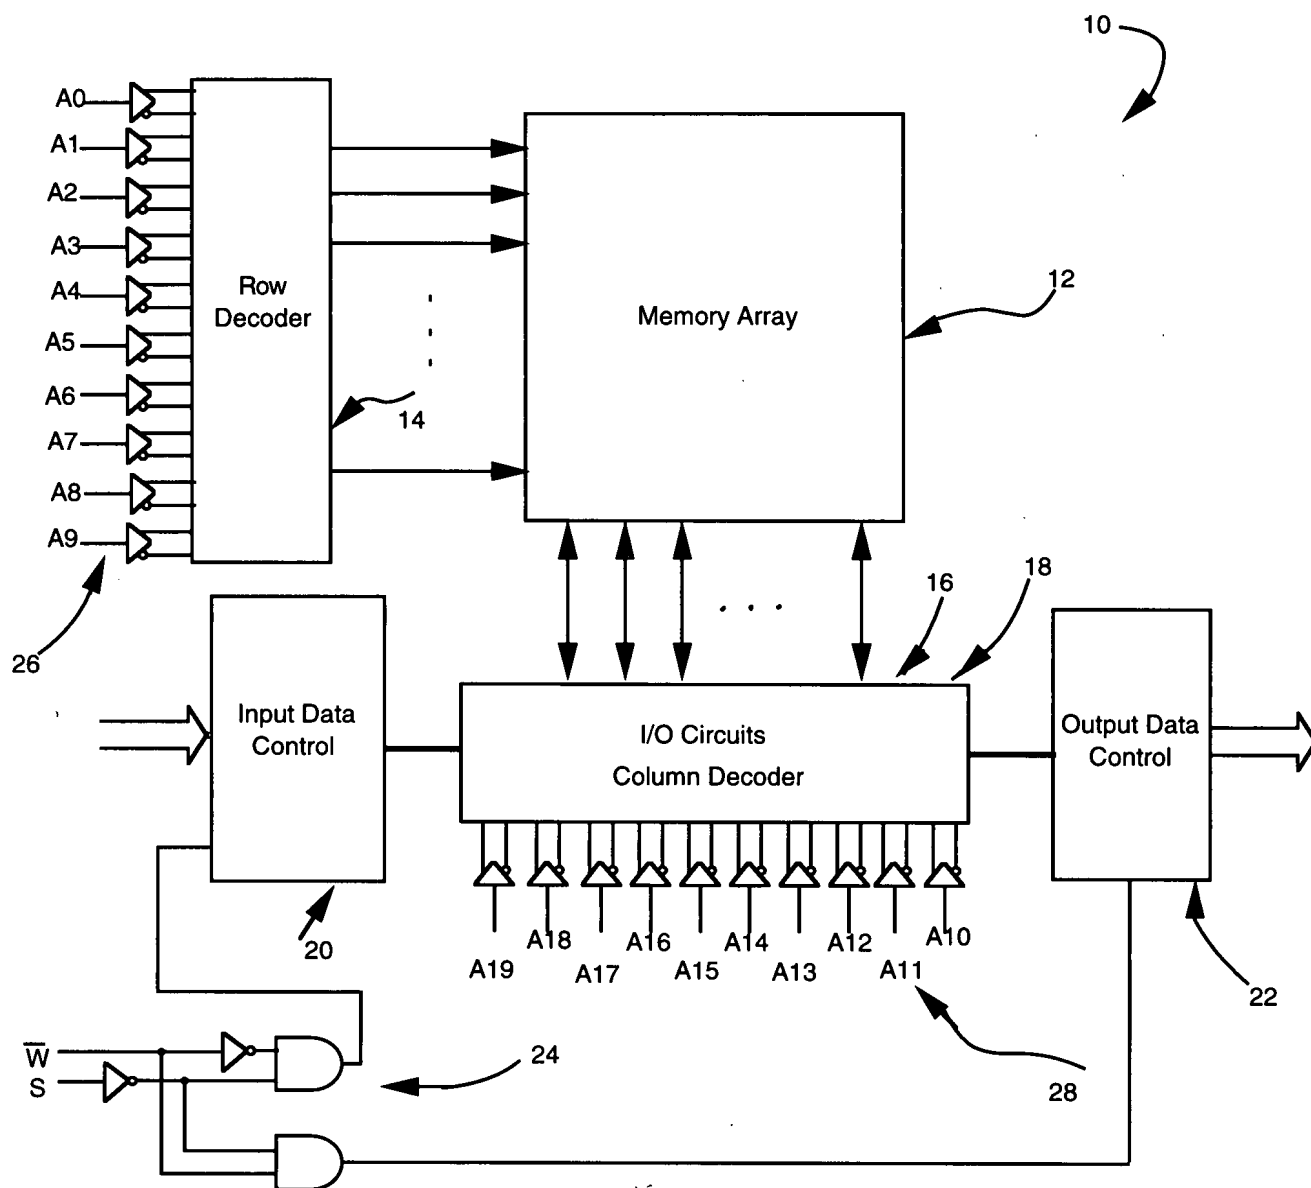 10
A0
A1
A2
A3
A4
A5
A6
A7
A8
A9
Row
Decoder
14
Memory Array
12
26
16
18
Input Data
Control
I/O Circuits
Column Decoder
Output Data
Control
20
22
A19
A18
A17
A16
A15
A14
A13
A12
A11
A10
28
W̅
S
24